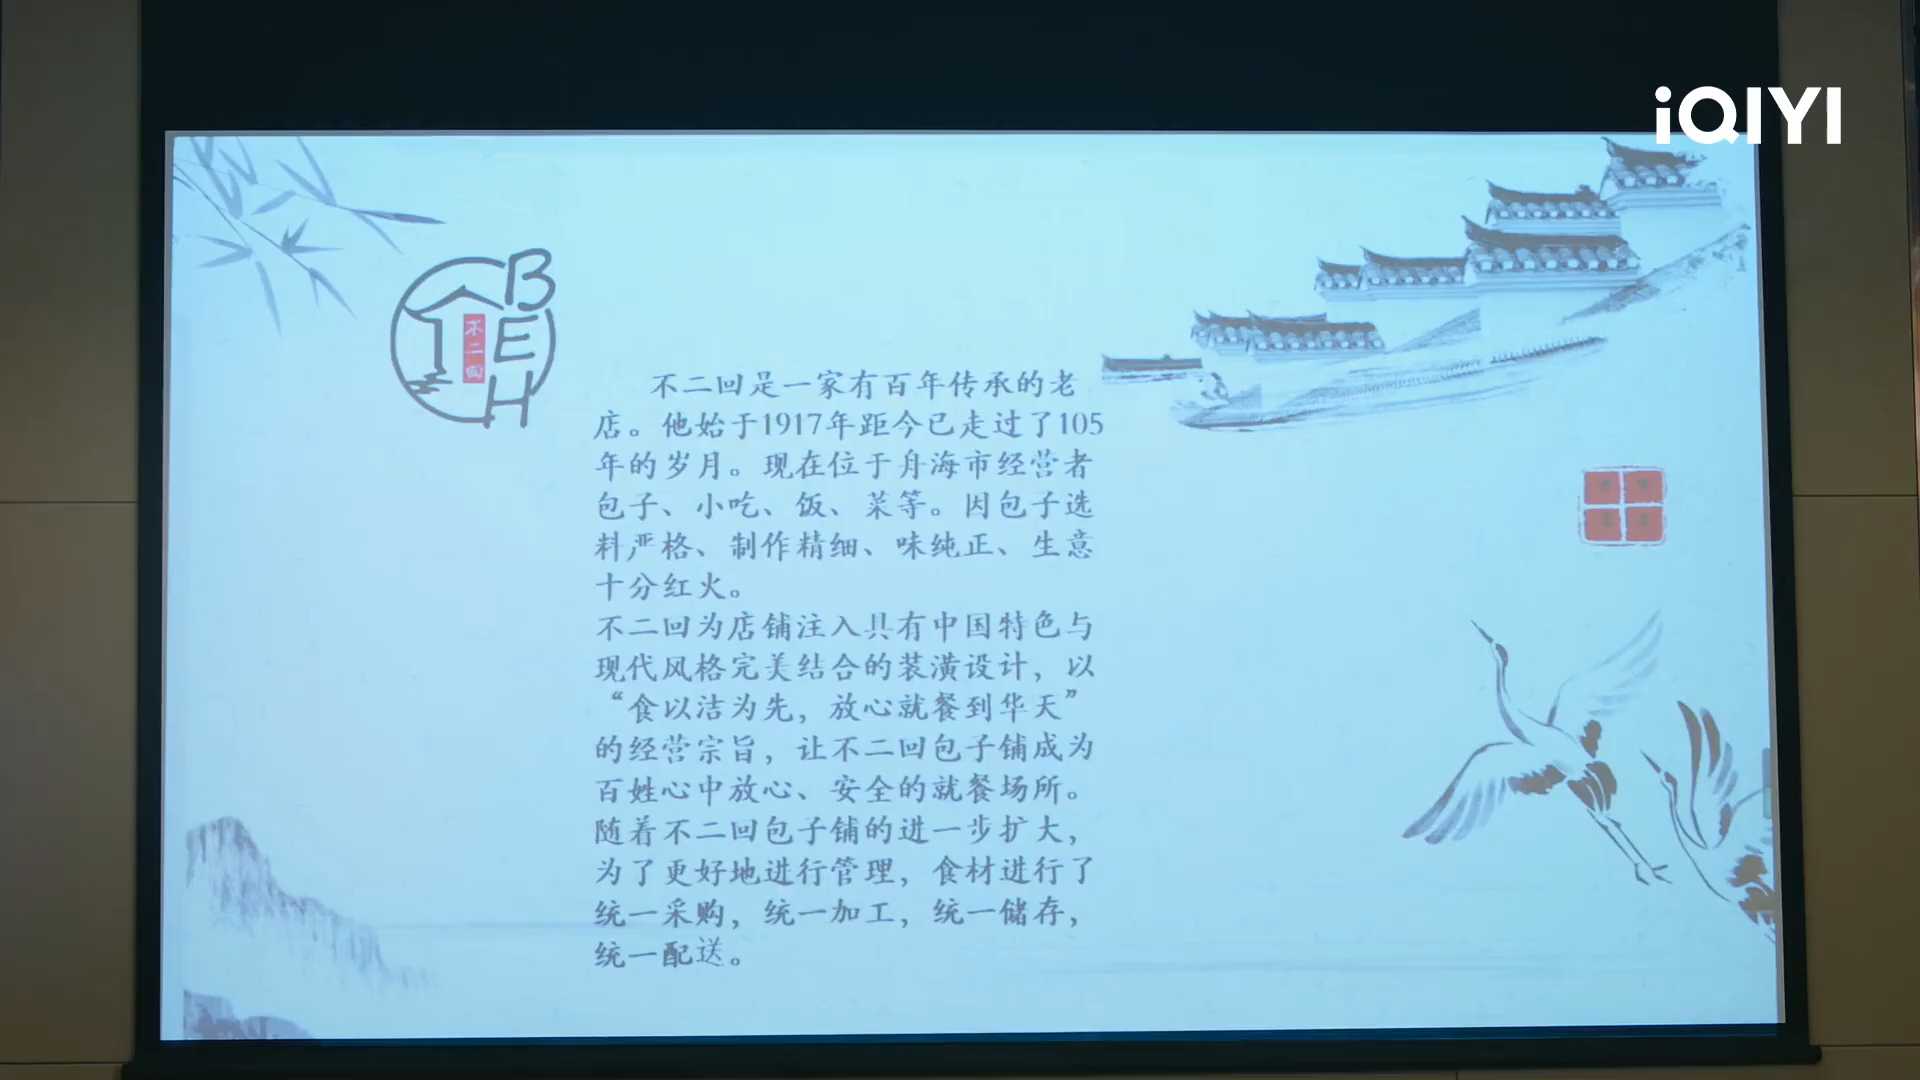 iQIYI
BEH
不二回
不二回是一家有百年传承的老
店。他始于1917年距今已走过了105
年的岁月。现在位于舟海市经营者
包子、小吃、饭、菜等。因包子选
料严格、制作精细、味纯正、生意
十分红火。
不二回为店铺注入具有中国特色与
现代风格完美结合的装潢设计，以
“食以洁为先，放心就餐到华天”
的经营宗旨，让不二回包子铺成为
百姓心中放心、安全的就餐场所。
随着不二回包子铺的进一步扩大，
为了更好地进行管理，食材进行了
统一采购，统一加工，统一储存，
统一配送。